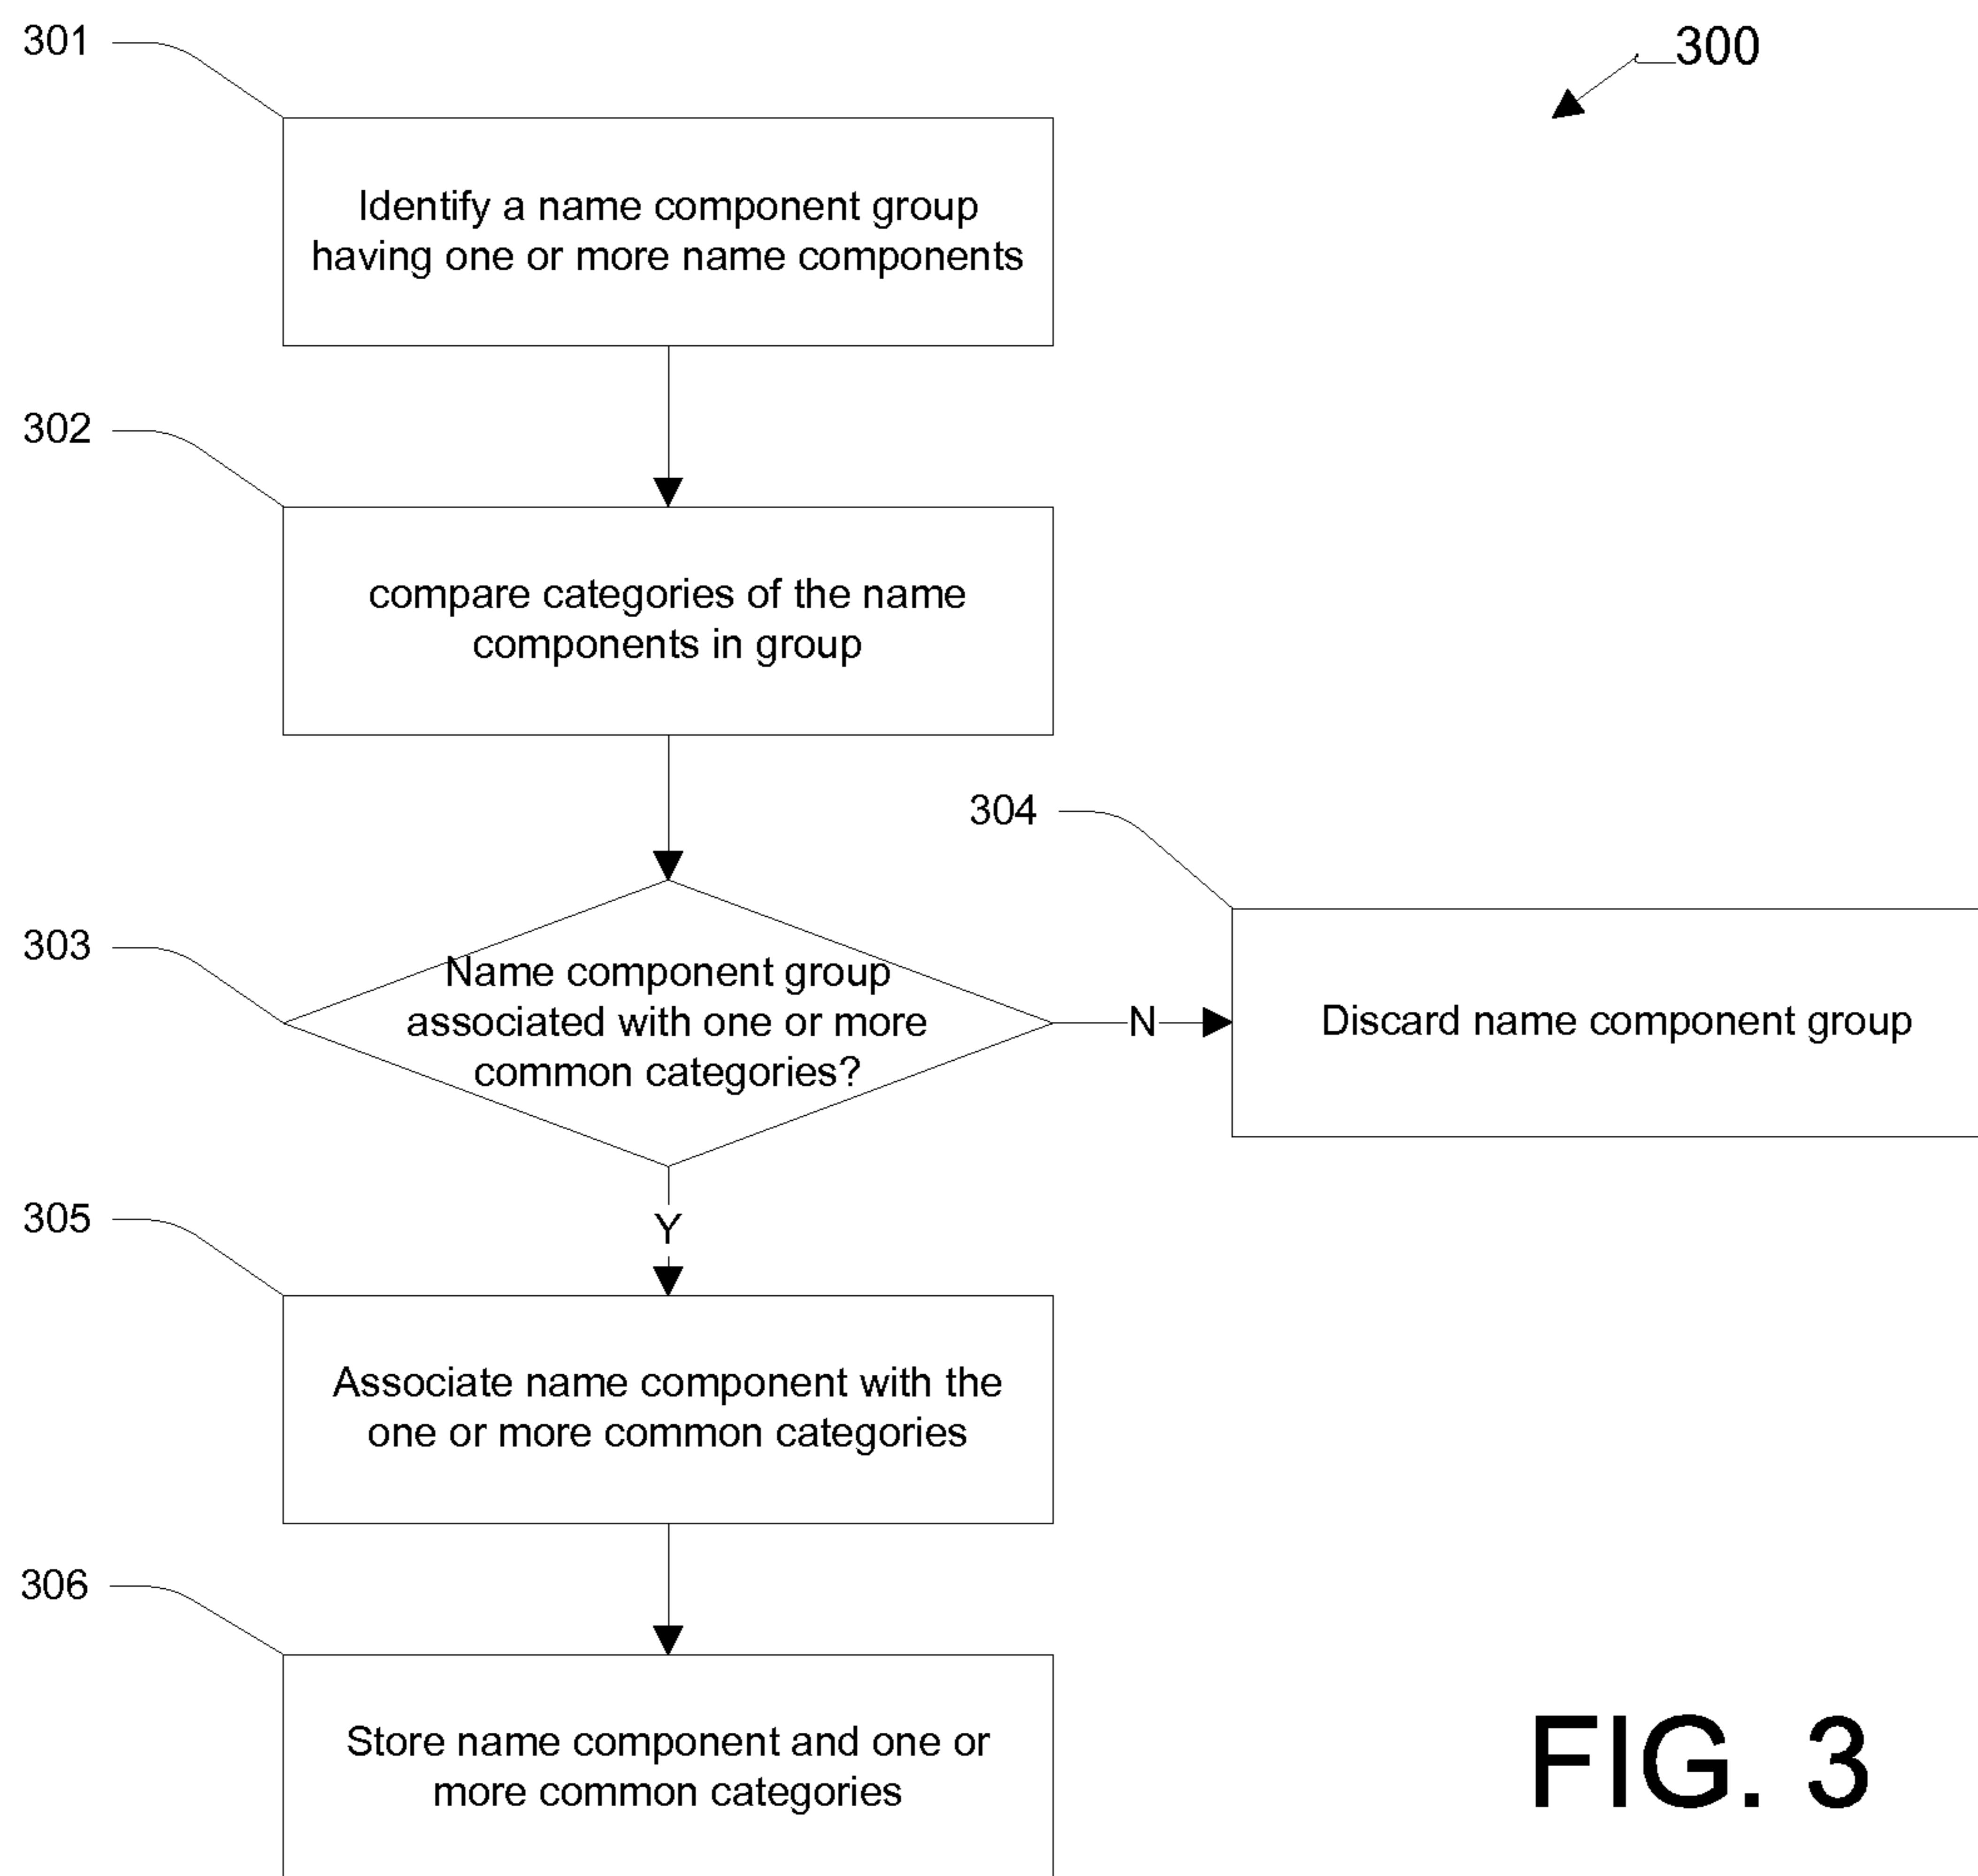 301
300
Identify a name component group
having one or more name components
302
compare categories of the name
components in group
304
303
Name component group
associated with one or more
common categories?
N
Discard name component group
Y
305
Associate name component with the
one or more common categories
306
Store name component and one or
more common categories
FIG. 3